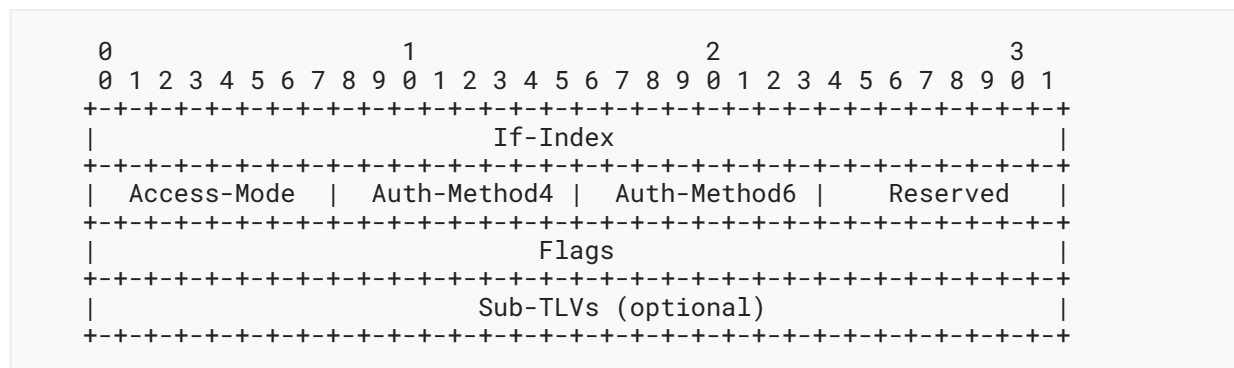 0                   1                   2                   3
 0 1 2 3 4 5 6 7 8 9 0 1 2 3 4 5 6 7 8 9 0 1 2 3 4 5 6 7 8 9 0 1
+-+-+-+-+-+-+-+-+-+-+-+-+-+-+-+-+-+-+-+-+-+-+-+-+-+-+-+-+-+-+-+-+
|                          If-Index                             |
+-+-+-+-+-+-+-+-+-+-+-+-+-+-+-+-+-+-+-+-+-+-+-+-+-+-+-+-+-+-+-+-+
|  Access-Mode  |  Auth-Method4 |  Auth-Method6 |    Reserved   |
+-+-+-+-+-+-+-+-+-+-+-+-+-+-+-+-+-+-+-+-+-+-+-+-+-+-+-+-+-+-+-+-+
|                             Flags                             |
+-+-+-+-+-+-+-+-+-+-+-+-+-+-+-+-+-+-+-+-+-+-+-+-+-+-+-+-+-+-+-+-+
|                         Sub-TLVs (optional)                   |
+-+-+-+-+-+-+-+-+-+-+-+-+-+-+-+-+-+-+-+-+-+-+-+-+-+-+-+-+-+-+-+-+